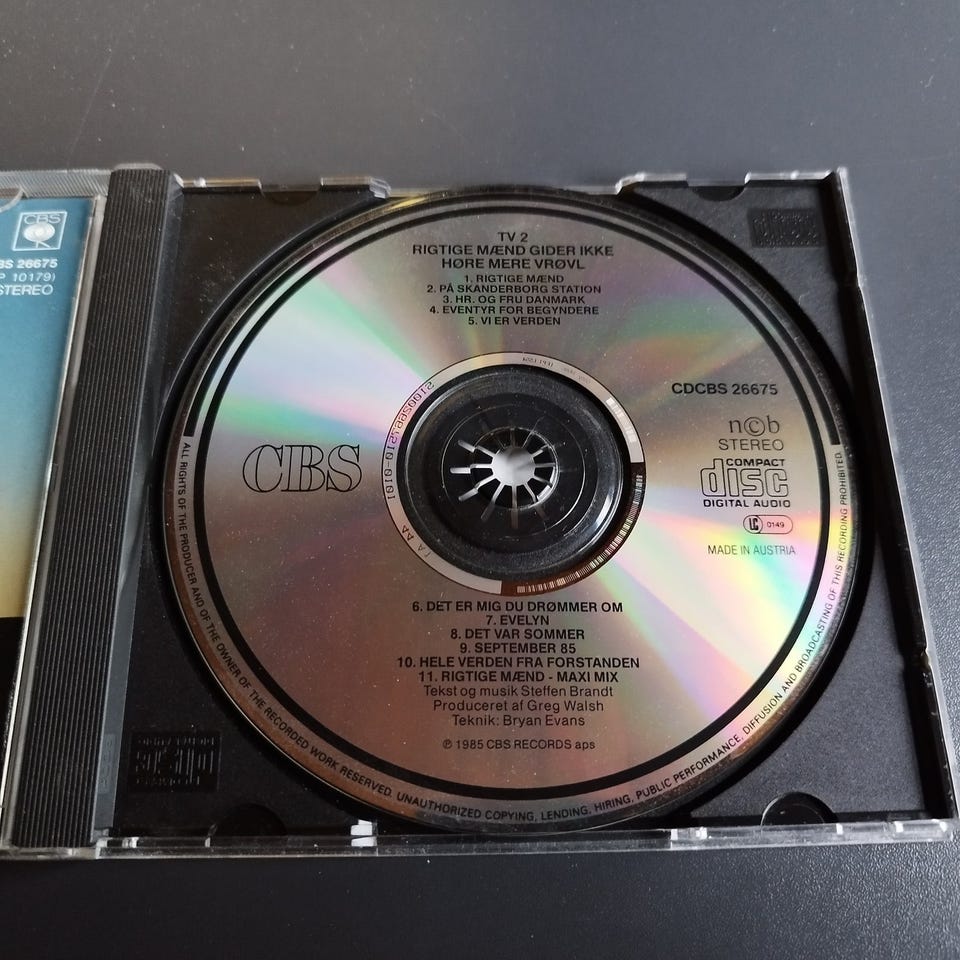 CBS
BS 26675
P 10179)
STEREO
TV 2
RIGTIGE MÆND GIDER IKKE
HØRE MERE VRØVL
1. RIGTIGE MÆND
2. PÅ SKANDERBORG STATION
3. HR. OG FRU DANMARK
4. EVENTYR FOR BEGYNDERE
5. VI ER VERDEN
CDCBS 26675
n©b
STEREO
COMPACT
disc
DIGITAL AUDIO
LC 0149
MADE IN AUSTRIA
CBS
6. DET ER MIG DU DRØMMER OM
7. EVELYN
8. DET VAR SOMMER
9. SEPTEMBER 85
10. HELE VERDEN FRA FORSTANDEN
11. RIGTIGE MÆND - MAXI MIX
Tekst og musik Steffen Brandt
Produceret af Greg Walsh
Teknik: Bryan Evans
℗ 1985 CBS RECORDS aps
ALL RIGHTS OF THE PRODUCER AND OF THE OWNER OF THE RECORDED WORK RESERVED. UNAUTHORIZED COPYING, LENDING, HIRING, PUBLIC PERFORMANCE, DIFFUSION AND BROADCASTING OF THIS RECORDING PROHIBITED.